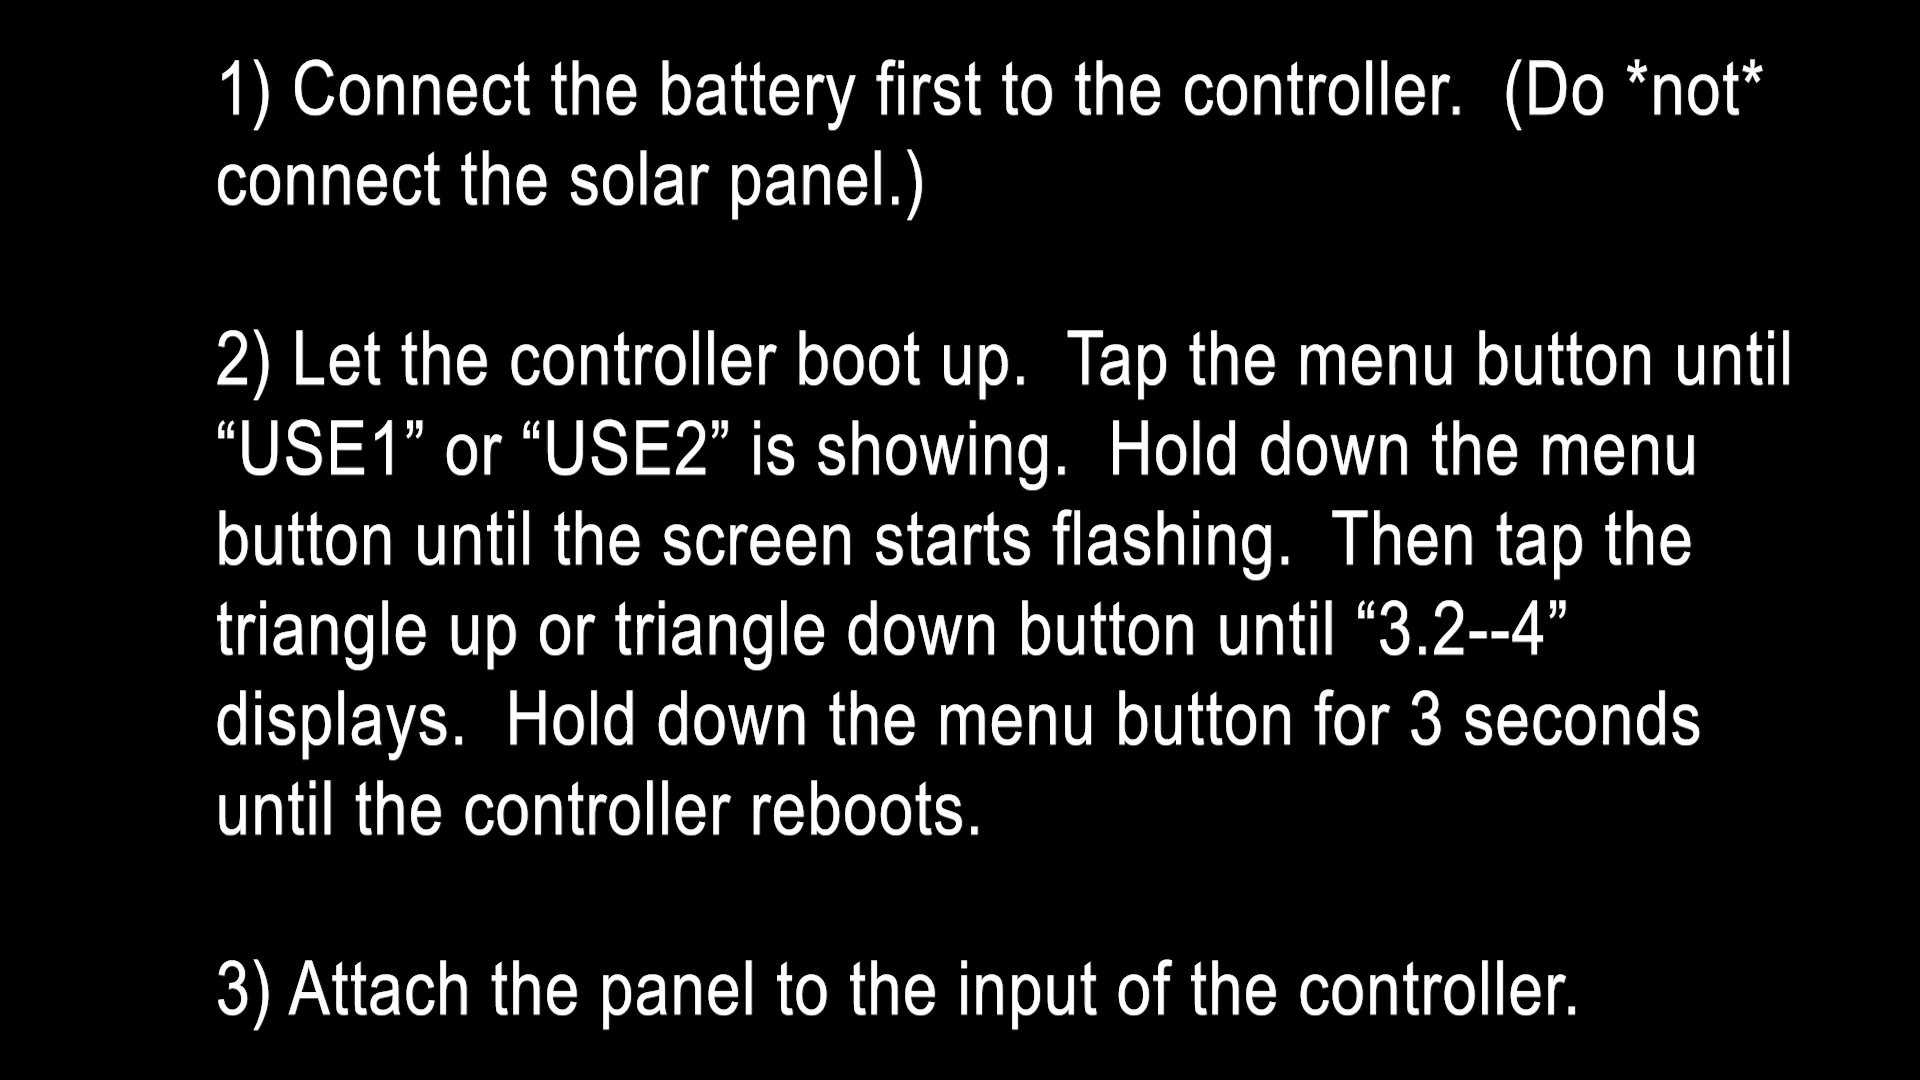 1) Connect the battery first to the controller.  (Do *not*
connect the solar panel.)
2) Let the controller boot up.  Tap the menu button until
“USE1” or “USE2” is showing.  Hold down the menu
button until the screen starts flashing.  Then tap the
triangle up or triangle down button until “3.2--4”
displays.  Hold down the menu button for 3 seconds
until the controller reboots.
3) Attach the panel to the input of the controller.